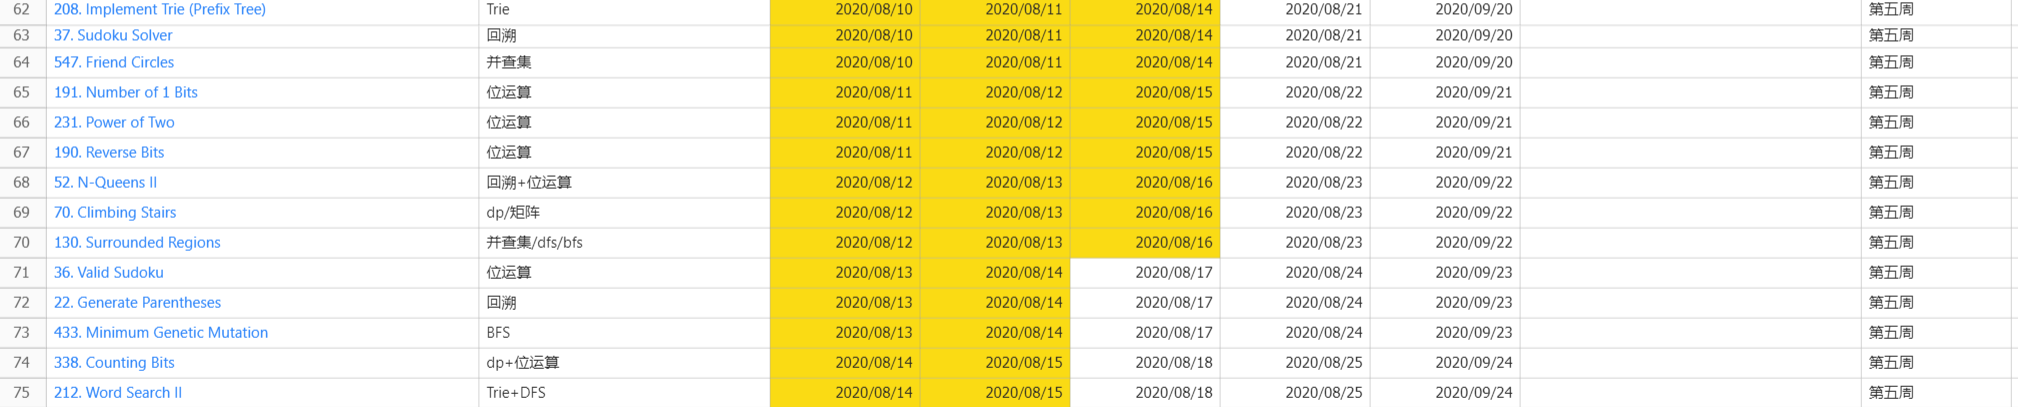 62 208. Implement Trie (Prefix Tree) Trie 2020/08/10 2020/08/11 2020/08/14 2020/08/21 2020/09/20 第五周
63 37. Sudoku Solver 回溯 2020/08/10 2020/08/11 2020/08/14 2020/08/21 2020/09/20 第五周
64 547. Friend Circles 并查集 2020/08/10 2020/08/11 2020/08/14 2020/08/21 2020/09/20 第五周
65 191. Number of 1 Bits 位运算 2020/08/11 2020/08/12 2020/08/15 2020/08/22 2020/09/21 第五周
66 231. Power of Two 位运算 2020/08/11 2020/08/12 2020/08/15 2020/08/22 2020/09/21 第五周
67 190. Reverse Bits 位运算 2020/08/11 2020/08/12 2020/08/15 2020/08/22 2020/09/21 第五周
68 52. N-Queens II 回溯+位运算 2020/08/12 2020/08/13 2020/08/16 2020/08/23 2020/09/22 第五周
69 70. Climbing Stairs dp/矩阵 2020/08/12 2020/08/13 2020/08/16 2020/08/23 2020/09/22 第五周
70 130. Surrounded Regions 并查集/dfs/bfs 2020/08/12 2020/08/13 2020/08/16 2020/08/23 2020/09/22 第五周
71 36. Valid Sudoku 位运算 2020/08/13 2020/08/14 2020/08/17 2020/08/24 2020/09/23 第五周
72 22. Generate Parentheses 回溯 2020/08/13 2020/08/14 2020/08/17 2020/08/24 2020/09/23 第五周
73 433. Minimum Genetic Mutation BFS 2020/08/13 2020/08/14 2020/08/17 2020/08/24 2020/09/23 第五周
74 338. Counting Bits dp+位运算 2020/08/14 2020/08/15 2020/08/18 2020/08/25 2020/09/24 第五周
75 212. Word Search II Trie+DFS 2020/08/14 2020/08/15 2020/08/18 2020/08/25 2020/09/24 第五周